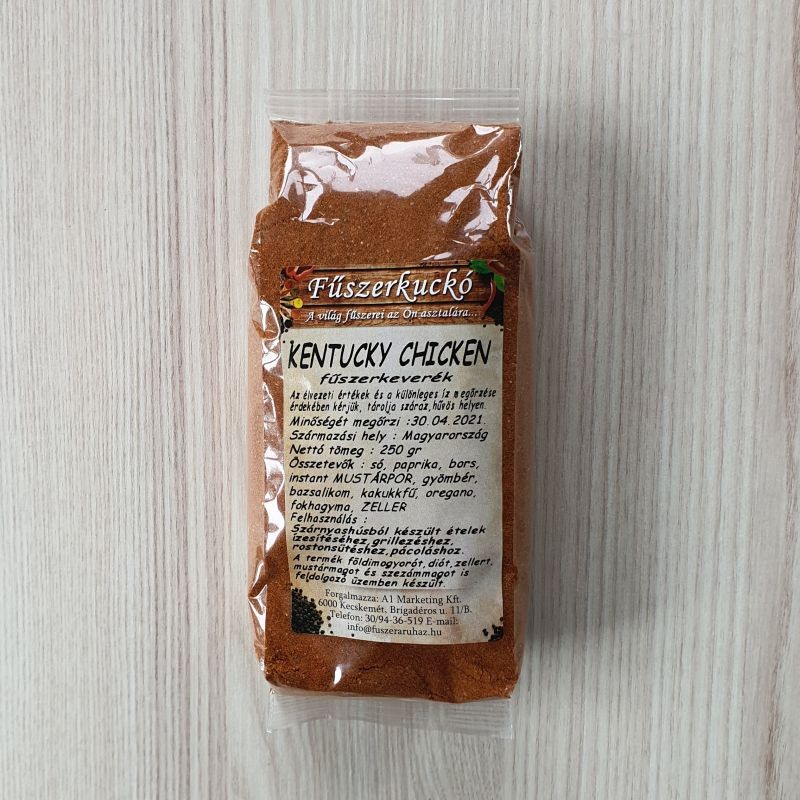 Fűszerkuckó
A világ fűszerei az Ön asztalára...
KENTUCKY CHICKEN
fűszerkeverék
Az élvezeti értékek és a különleges íz megőrzése
érdekében kérjük, tárolja száraz, hűvös helyen.
Minőségét megőrzi :30.04.2021.
Származási hely : Magyarország
Nettó tömeg : 250 gr
Összetevők : só, paprika, bors,
instant MUSTÁRPOR, gyömbér,
bazsalikom, kakukkfű, oregano,
fokhagyma, ZELLER
Felhasználás :
Szárnyashúsból készült ételek
ízesítéséhez,grillezéshez,
rostonsütéshez,pácoláshoz.
A termék földimogyorót, diót, zellert,
mustármagot és szezámmagot is
feldolgozó üzemben készült.
Forgalmazza: A1 Marketing Kft.
6000 Kecskemét, Brigadéros u. 11/B.
Telefon: 30/94-36-519 E-mail:
info@fuszeraruhaz.hu